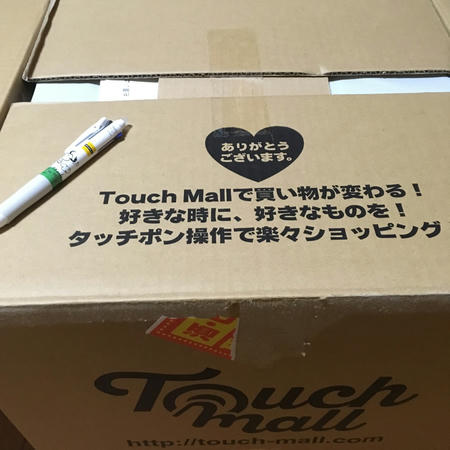 ありがとう
ございます。
Touch Mallで買い物が変わる!
好きな時に、好きなものを!
タッチポン操作で楽々ショッピング
Touch
mall
http://touch-mall.com